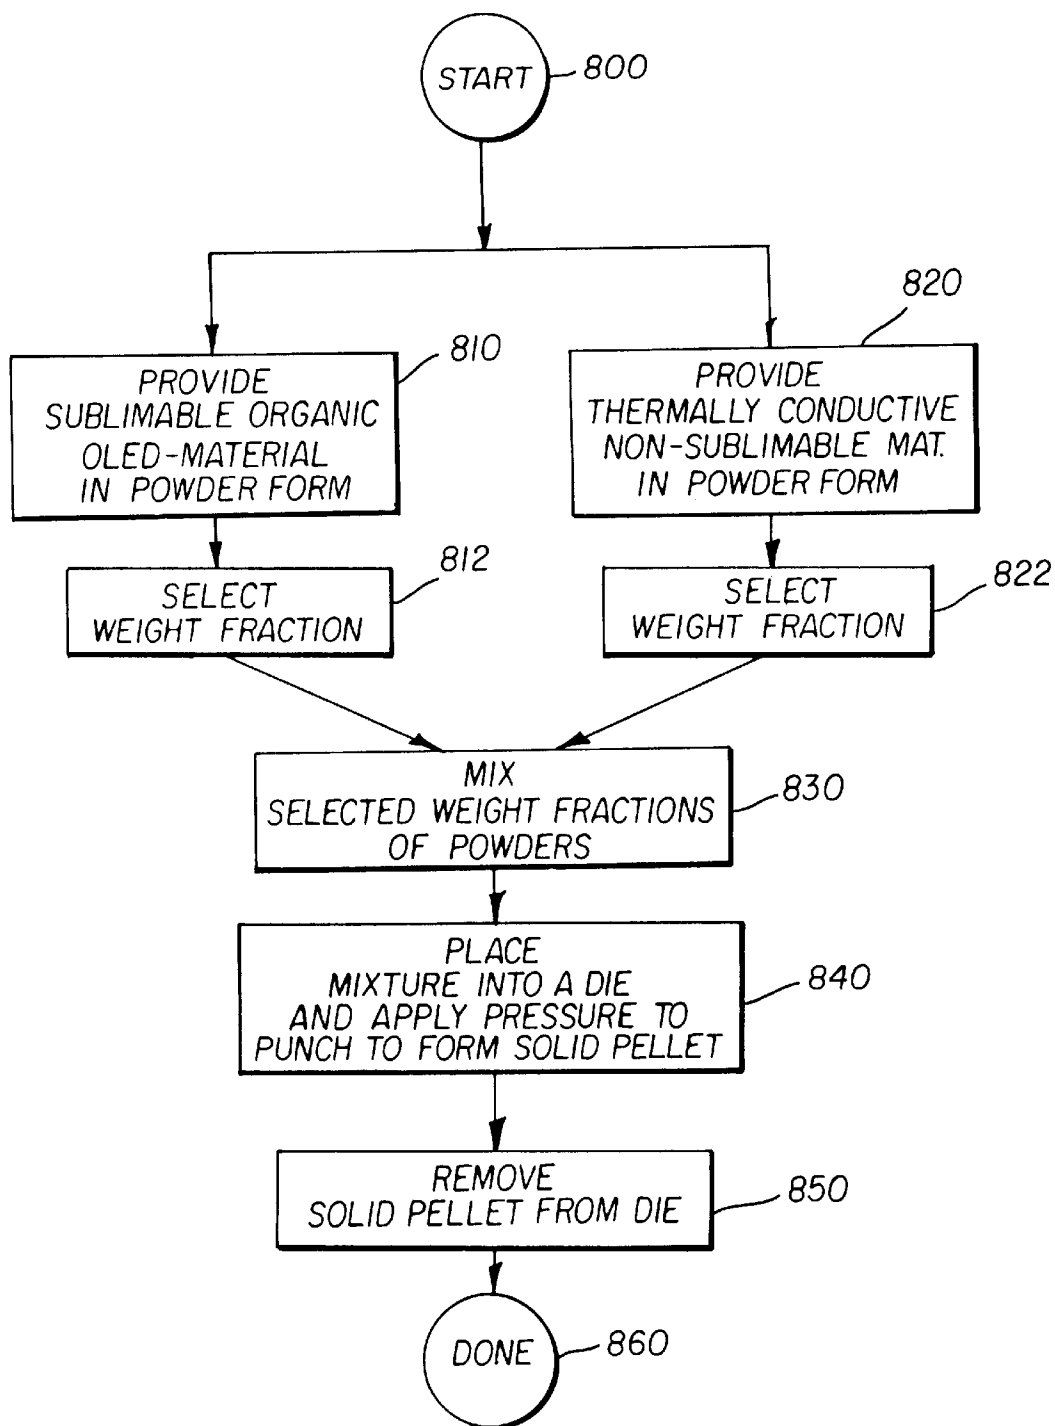 START
800
810
PROVIDE
SUBLIMABLE ORGANIC
OLED-MATERIAL
IN POWDER FORM
820
PROVIDE
THERMALLY CONDUCTIVE
NON-SUBLIMABLE MAT.
IN POWDER FORM
812
SELECT
WEIGHT FRACTION
822
SELECT
WEIGHT FRACTION
MIX
SELECTED WEIGHT FRACTIONS
OF POWDERS
830
PLACE
MIXTURE INTO A DIE
AND APPLY PRESSURE TO
PUNCH TO FORM SOLID PELLET
840
REMOVE
SOLID PELLET FROM DIE
850
DONE
860